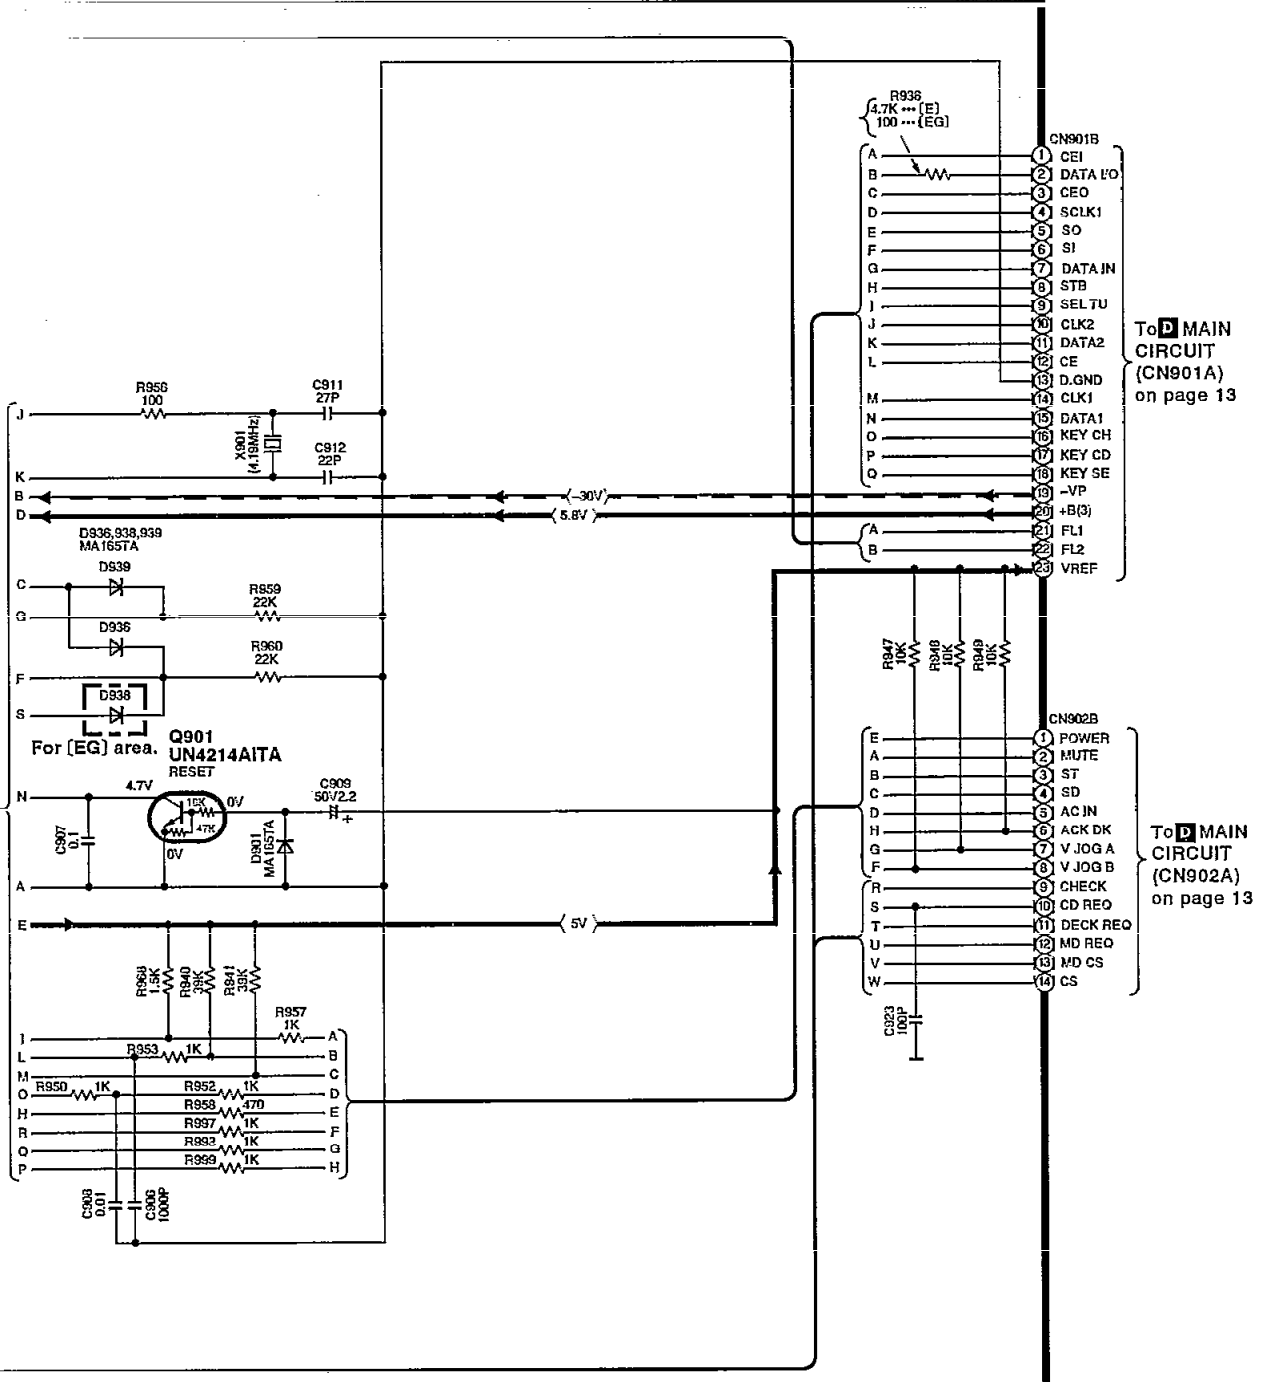 R936
4.7K ··· [E]
100 ··· [EG]
CN901B
A 1 CEI
B 2 DATA I/O
C 3 CEO
D 4 SCLK1
E 5 SO
F 6 SI
G 7 DATA IN
H 8 STB
I 9 SEL TU
J 10 CLK2
K 11 DATA2
L 12 CE
13 D.GND
M 14 CLK1
N 15 DATA1
O 16 KEY CH
P 17 KEY CD
Q 18 KEY SE
19 –VP
20 +B(3)
A 21 FL1
B 22 FL2
23 VREF
To D MAIN
CIRCUIT
(CN901A)
on page 13
J
R956
100
C911
27P
X901
(4.19MHz)
C912
22P
K
B
–30V
D
5.8V
D936,938,939
MA165TA
C
D939
G
R959
22K
D936
R960
22K
F
D938
S
For [EG] area.
Q901
UN4214AITA
RESET
N
4.7V
10K
0V
47K
0V
C907
0.1
D901
MA165TA
C909
50V2.2
+
A
E
5V
R947
10K
R948
10K
R949
10K
CN902B
E 1 POWER
A 2 MUTE
B 3 ST
C 4 SD
D 5 AC IN
H 6 ACK DK
G 7 V JOG A
F 8 V JOG B
R 9 CHECK
S 10 CD REQ
T 11 DECK REQ
U 12 MD REQ
V 13 MD CS
W 14 CS
To D MAIN
CIRCUIT
(CN902A)
on page 13
C923
100P
R968
1.5K
R940
39K
R941
39K
R957
1K
I A
L R953 1K B
M C
O R950 1K R952 1K D
H R958 470 E
R R997 1K F
Q 1K G
P R999 1K H
0.01
C906
1000P